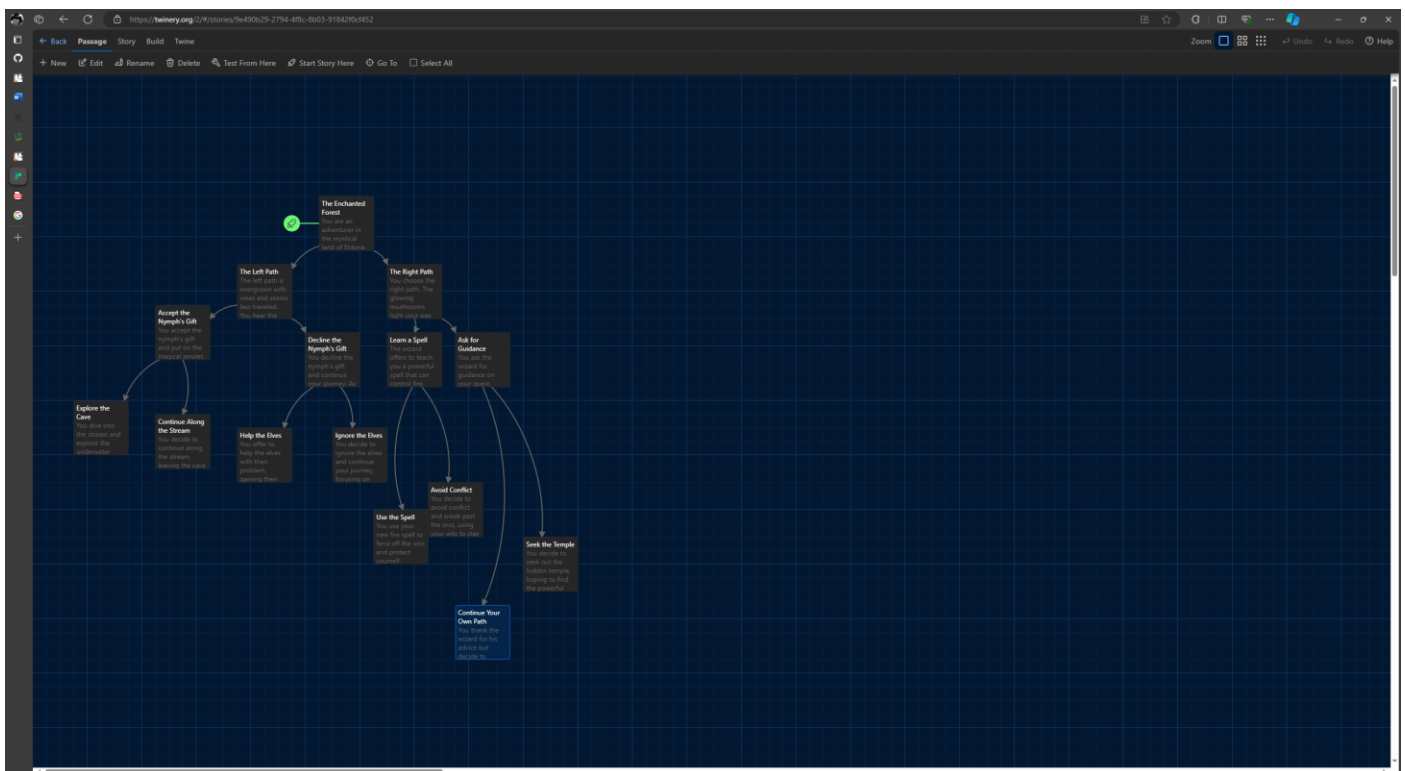 https://twinery.org/2/#/stories/9e490b29-2794-4f8c-8b03-91842f0cf452
Back Passage Story Build Twine
Zoom Undo Redo Help
+ New Edit Rename Delete Test From Here Start Story Here Go To Select All
The Enchanted
Forest
You are an
adventurer in
the mystical
land of Eldoria.
The Left Path
The left path is
overgrown with
vines and seems
less traveled.
You hear the
The Right Path
You choose the
right path. The
glowing
mushrooms
light your way
Accept the
Nymph's Gift
You accept the
nymph's gift
and put on the
magical amulet.
Decline the
Nymph's Gift
You decline the
nymph's gift
and continue
your journey. As
Learn a Spell
The wizard
offers to teach
you a powerful
spell that can
control fire.
Ask for
Guidance
You ask the
wizard for
guidance on
your quest.
Explore the
Cave
You dive into
the stream and
explore the
underwater
Continue Along
the Stream
You decide to
continue along
the stream,
leaving the cave
Help the Elves
You offer to
help the elves
with their
problem,
gaining their
Ignore the Elves
You decide to
ignore the elves
and continue
your journey,
focusing on
Avoid Conflict
You decide to
avoid conflict
and sneak past
the orcs, using
your wits to stay
Use the Spell
You use your
new fire spell to
fend off the orcs
and protect
yourself.
Seek the Temple
You decide to
seek out the
hidden temple,
hoping to find
the powerful
Continue Your
Own Path
You thank the
wizard for his
advice but
decide to